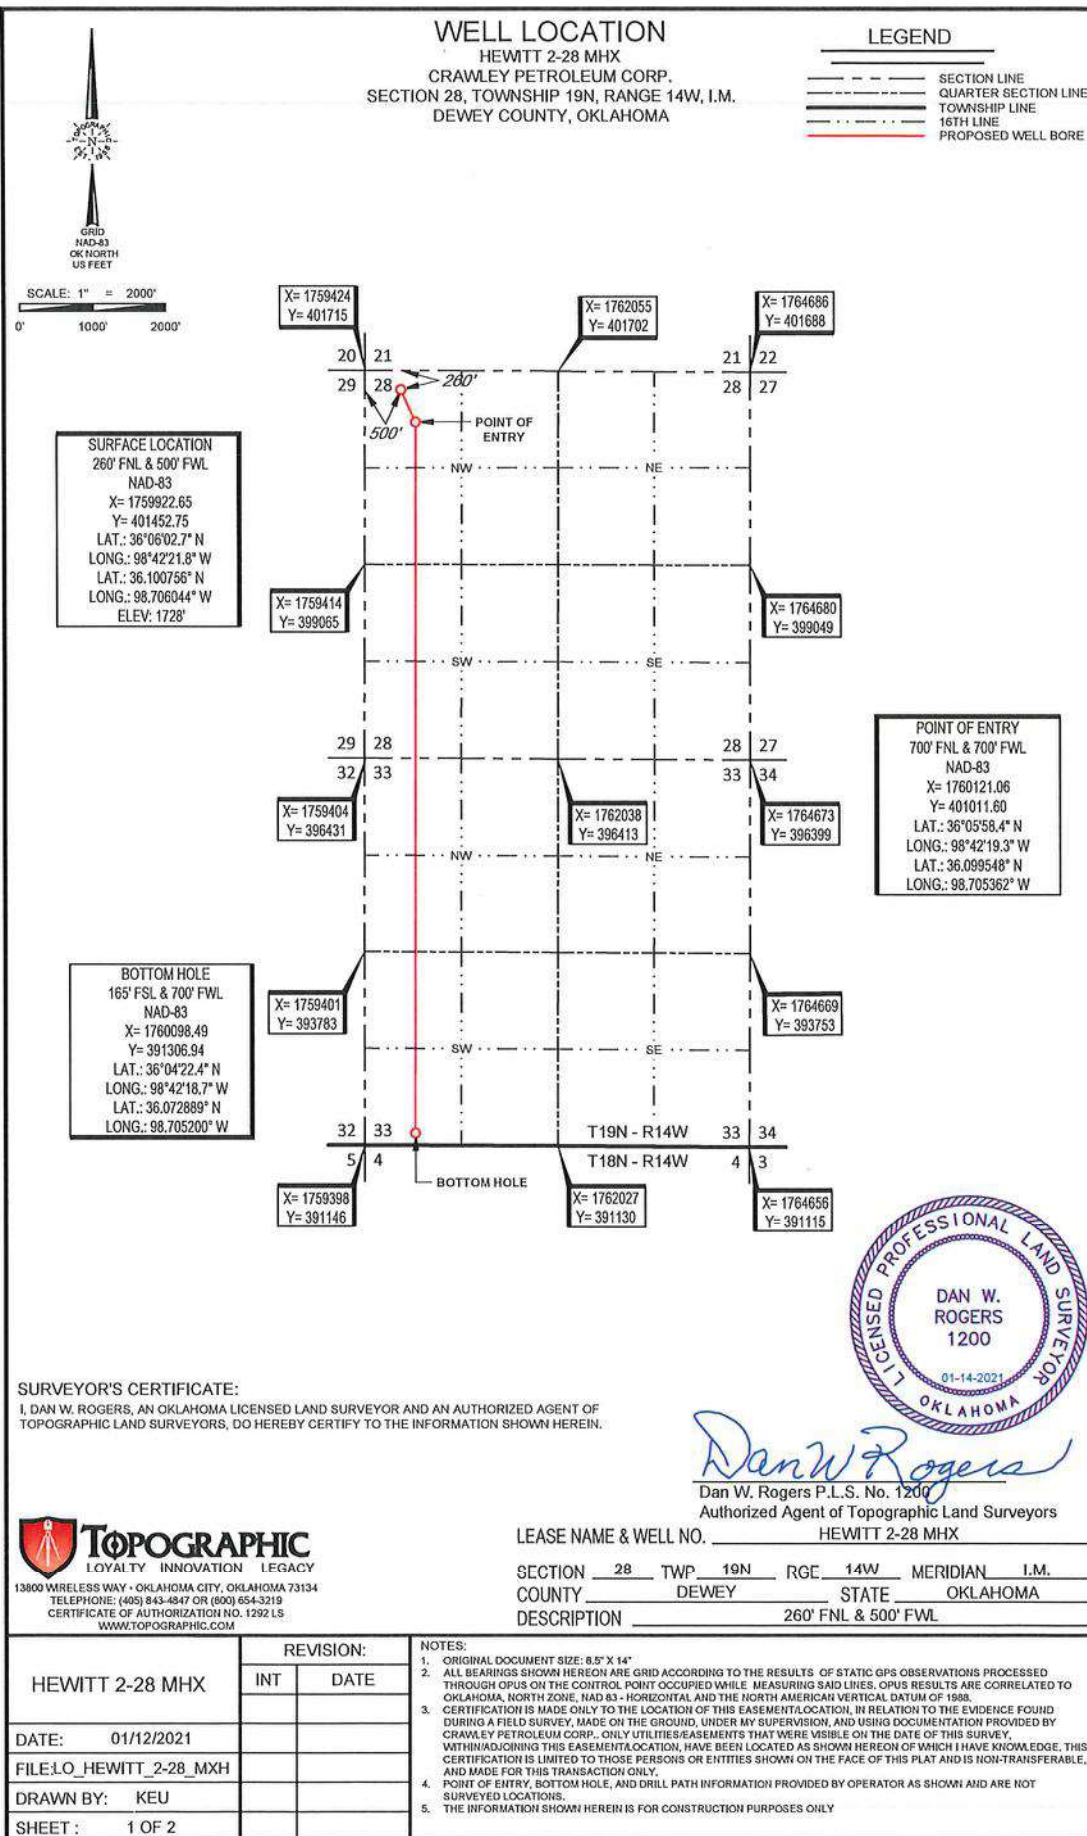 WELL LOCATION
HEWITT 2-28 MHX
CRAWLEY PETROLEUM CORP.
SECTION 28, TOWNSHIP 19N, RANGE 14W, I.M.
DEWEY COUNTY, OKLAHOMA
LEGEND
SECTION LINE
QUARTER SECTION LINE
TOWNSHIP LINE
16TH LINE
PROPOSED WELL BORE
TOPOGRAPHIC
N
EST. 1958
GRID
NAD-83
OK NORTH
US FEET
SCALE: 1" = 2000'
0' 1000' 2000'
X= 1759424
Y= 401715
X= 1762055
Y= 401702
X= 1764686
Y= 401688
20 21
29 28
21 22
28 27
260'
500'
POINT OF
ENTRY
NW NE
SURFACE LOCATION
260' FNL & 500' FWL
NAD-83
X= 1759922.65
Y= 401452.75
LAT.: 36°06'02.7" N
LONG.: 98°42'21.8" W
LAT.: 36.100756° N
LONG.: 98.706044° W
ELEV: 1728'
X= 1759414
Y= 399065
X= 1764680
Y= 399049
SW SE
29 28
32 33
28 27
33 34
X= 1759404
Y= 396431
X= 1762038
Y= 396413
X= 1764673
Y= 396399
POINT OF ENTRY
700' FNL & 700' FWL
NAD-83
X= 1760121.06
Y= 401011.60
LAT.: 36°05'58.4" N
LONG.: 98°42'19.3" W
LAT.: 36.099548° N
LONG.: 98.705362° W
NW NE
BOTTOM HOLE
165' FSL & 700' FWL
NAD-83
X= 1760098.49
Y= 391306.94
LAT.: 36°04'22.4" N
LONG.: 98°42'18.7" W
LAT.: 36.072889° N
LONG.: 98.705200° W
X= 1759401
Y= 393783
X= 1764669
Y= 393753
SW SE
32 33
5 4
T19N - R14W
T18N - R14W
33 34
4 3
BOTTOM HOLE
X= 1759398
Y= 391146
X= 1762027
Y= 391130
X= 1764656
Y= 391115
LICENSED PROFESSIONAL LAND SURVEYOR
DAN W.
ROGERS
1200
01-14-2021
OKLAHOMA
SURVEYOR'S CERTIFICATE:
I, DAN W. ROGERS, AN OKLAHOMA LICENSED LAND SURVEYOR AND AN AUTHORIZED AGENT OF
TOPOGRAPHIC LAND SURVEYORS, DO HEREBY CERTIFY TO THE INFORMATION SHOWN HEREIN.
Dan W Rogers
Dan W. Rogers P.L.S. No. 1200
Authorized Agent of Topographic Land Surveyors
TOPOGRAPHIC
LOYALTY INNOVATION LEGACY
13800 WIRELESS WAY • OKLAHOMA CITY, OKLAHOMA 73134
TELEPHONE: (405) 843-4847 OR (800) 654-3219
CERTIFICATE OF AUTHORIZATION NO. 1292 LS
WWW.TOPOGRAPHIC.COM
LEASE NAME & WELL NO. HEWITT 2-28 MHX
SECTION 28 TWP 19N RGE 14W MERIDIAN I.M.
COUNTY DEWEY STATE OKLAHOMA
DESCRIPTION 260' FNL & 500' FWL
HEWITT 2-28 MHX
REVISION:
INT DATE
DATE: 01/12/2021
FILE:LO_HEWITT_2-28_MXH
DRAWN BY: KEU
SHEET : 1 OF 2
NOTES:
1. ORIGINAL DOCUMENT SIZE: 8.5" X 14"
2. ALL BEARINGS SHOWN HEREON ARE GRID ACCORDING TO THE RESULTS OF STATIC GPS OBSERVATIONS PROCESSED
THROUGH OPUS ON THE CONTROL POINT OCCUPIED WHILE MEASURING SAID LINES. OPUS RESULTS ARE CORRELATED TO
OKLAHOMA, NORTH ZONE, NAD 83 - HORIZONTAL AND THE NORTH AMERICAN VERTICAL DATUM OF 1988.
3. CERTIFICATION IS MADE ONLY TO THE LOCATION OF THIS EASEMENT/LOCATION, IN RELATION TO THE EVIDENCE FOUND
DURING A FIELD SURVEY, MADE ON THE GROUND, UNDER MY SUPERVISION, AND USING DOCUMENTATION PROVIDED BY
CRAWLEY PETROLEUM CORP.. ONLY UTILITIES/EASEMENTS THAT WERE VISIBLE ON THE DATE OF THIS SURVEY,
WITHIN/ADJOINING THIS EASEMENT/LOCATION, HAVE BEEN LOCATED AS SHOWN HEREON OF WHICH I HAVE KNOWLEDGE, THIS
CERTIFICATION IS LIMITED TO THOSE PERSONS OR ENTITIES SHOWN ON THE FACE OF THIS PLAT AND IS NON-TRANSFERABLE,
AND MADE FOR THIS TRANSACTION ONLY.
4. POINT OF ENTRY, BOTTOM HOLE, AND DRILL PATH INFORMATION PROVIDED BY OPERATOR AS SHOWN AND ARE NOT
SURVEYED LOCATIONS.
5. THE INFORMATION SHOWN HEREIN IS FOR CONSTRUCTION PURPOSES ONLY